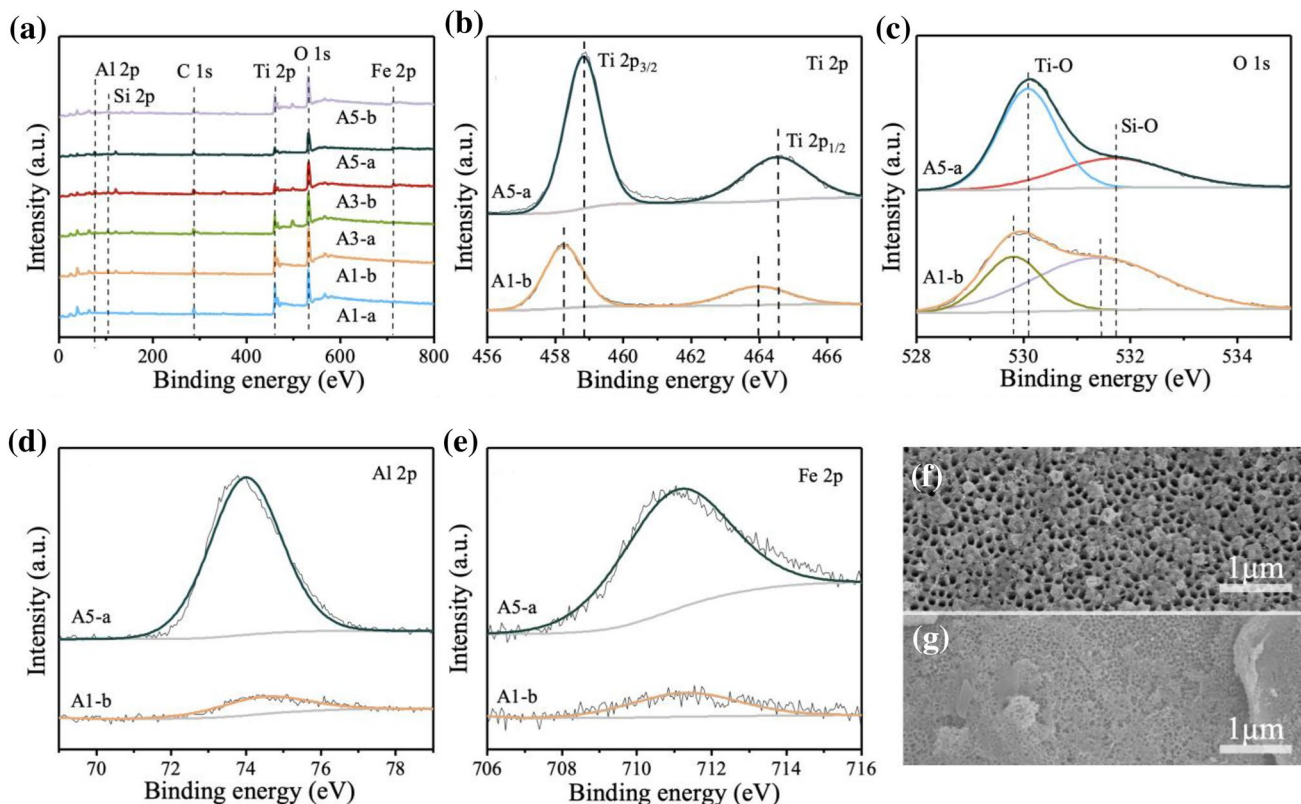 (a)
Intensity (a.u.)
Al 2p
Si 2p
C 1s
Ti 2p
O 1s
Fe 2p
A5-b
A5-a
A3-b
A3-a
A1-b
A1-a
0 200 400 600 800
Binding energy (eV)
(b)
Intensity (a.u.)
Ti 2p3/2
Ti 2p
Ti 2p1/2
A5-a
A1-b
456 458 460 462 464 466
Binding energy (eV)
(c)
Intensity (a.u.)
Ti-O
O 1s
Si-O
A5-a
A1-b
528 530 532 534
Binding energy (eV)
(d)
Intensity (a.u.)
Al 2p
A5-a
A1-b
70 72 74 76 78
Binding energy (eV)
(e)
Intensity (a.u.)
Fe 2p
A5-a
A1-b
706 708 710 712 714 716
Binding energy (eV)
(f)
1μm
(g)
1μm